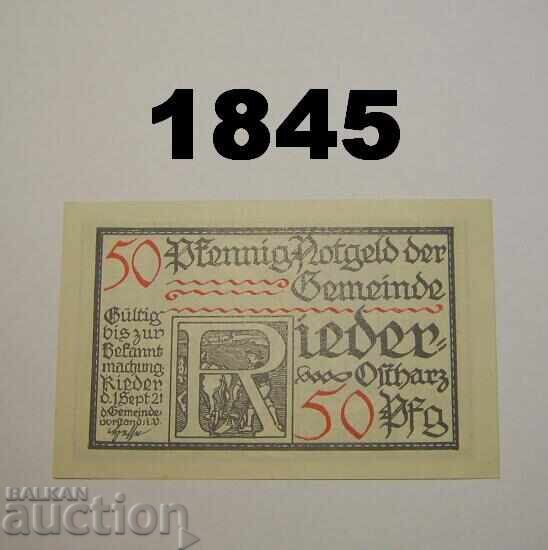 1845
50 Pfennig Notgeld der
Gemeinde
Rieder
Ostharz
50 Pfg
Gültig
bis zur
Bekannt
machung
Rieder
d. 1 Sept 21
d. Gemeinde-
vorstand i.V.
BALKAN
auction